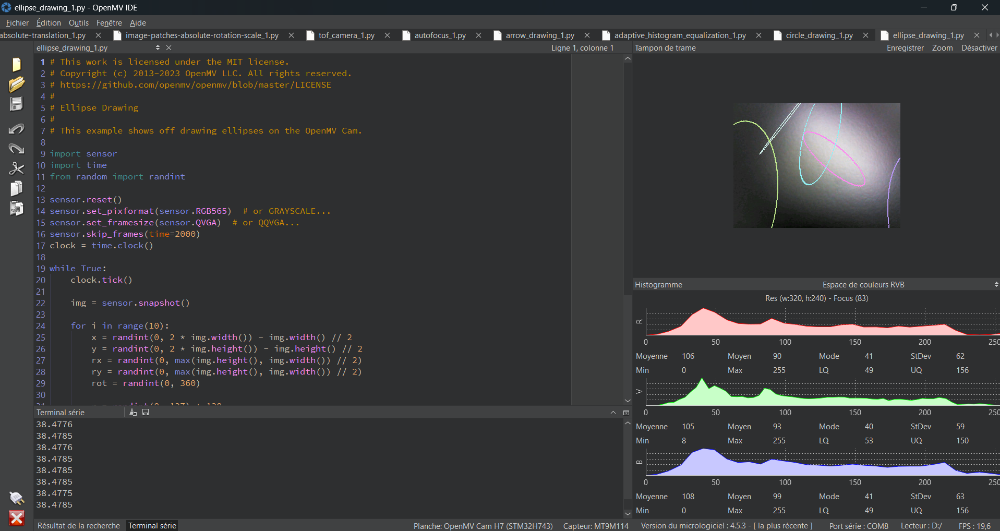 ellipse_drawing_1.py - OpenMV IDE
Fichier Édition Outils Fenêtre Aide
absolute-translation_1.py image-patches-absolute-rotation-scale_1.py tof_camera_1.py autofocus_1.py arrow_drawing_1.py adaptive_histogram_equalization_1.py circle_drawing_1.py ellipse_drawing_1.py
ellipse_drawing_1.py Ligne 1, colonne 1
1 # This work is licensed under the MIT license.
2 # Copyright (c) 2013-2023 OpenMV LLC. All rights reserved.
3 # https://github.com/openmv/openmv/blob/master/LICENSE
4 #
5 # Ellipse Drawing
6 #
7 # This example shows off drawing ellipses on the OpenMV Cam.
8
9 import sensor
10 import time
11 from random import randint
12
13 sensor.reset()
14 sensor.set_pixformat(sensor.RGB565)  # or GRAYSCALE...
15 sensor.set_framesize(sensor.QVGA)  # or QQVGA...
16 sensor.skip_frames(time=2000)
17 clock = time.clock()
18
19 while True:
20     clock.tick()
21
22     img = sensor.snapshot()
23
24     for i in range(10):
25         x = randint(0, 2 * img.width()) - img.width() // 2
26         y = randint(0, 2 * img.height()) - img.height() // 2
27         rx = randint(0, max(img.height(), img.width()) // 2)
28         ry = randint(0, max(img.height(), img.width()) // 2)
29         rot = randint(0, 360)
30
Terminal série
38.4776
38.4785
38.4776
38.4785
38.4785
38.4785
38.4775
38.4785
Résultat de la recherche Terminal série
Tampon de trame Enregistrer Zoom Désactiver
Histogramme Espace de couleurs RVB
Res (w:320, h:240) - Focus (83)
R
0 50 100 150 200 250
Moyenne 106 Moyen 90 Mode 41 StDev 62
Min 0 Max 255 LQ 49 UQ 156
V
0 50 100 150 200 250
Moyenne 105 Moyen 93 Mode 40 StDev 59
Min 8 Max 255 LQ 53 UQ 150
B
0 50 100 150 200 250
Moyenne 108 Moyen 99 Mode 41 StDev 63
Min 0 Max 255 LQ 49 UQ 156
Planche: OpenMV Cam H7 (STM32H743) Capteur: MT9M114 Version du micrologiciel : 4.5.3 - [ la plus récente ] Port série : COM8 Lecteur : D:/ FPS : 19,6